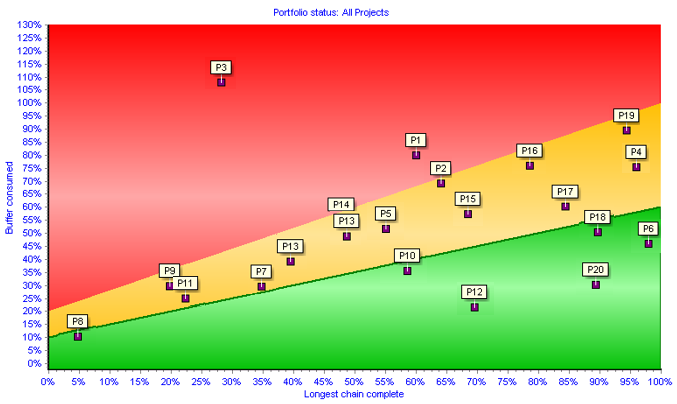 Portfolio status: All Projects
130%
125%
120%
115%
110%
105%
100%
95%
90%
85%
80%
75%
70%
65%
60%
55%
50%
45%
40%
35%
30%
25%
20%
15%
10%
5%
0%
Buffer consumed
P3
P19
P1
P16
P4
P2
P17
P15
P14
P5
P18
P13
P6
P13
P10
P9
P7
P20
P11
P12
P8
0% 5% 10% 15% 20% 25% 30% 35% 40% 45% 50% 55% 60% 65% 70% 75% 80% 85% 90% 95% 100%
Longest chain complete